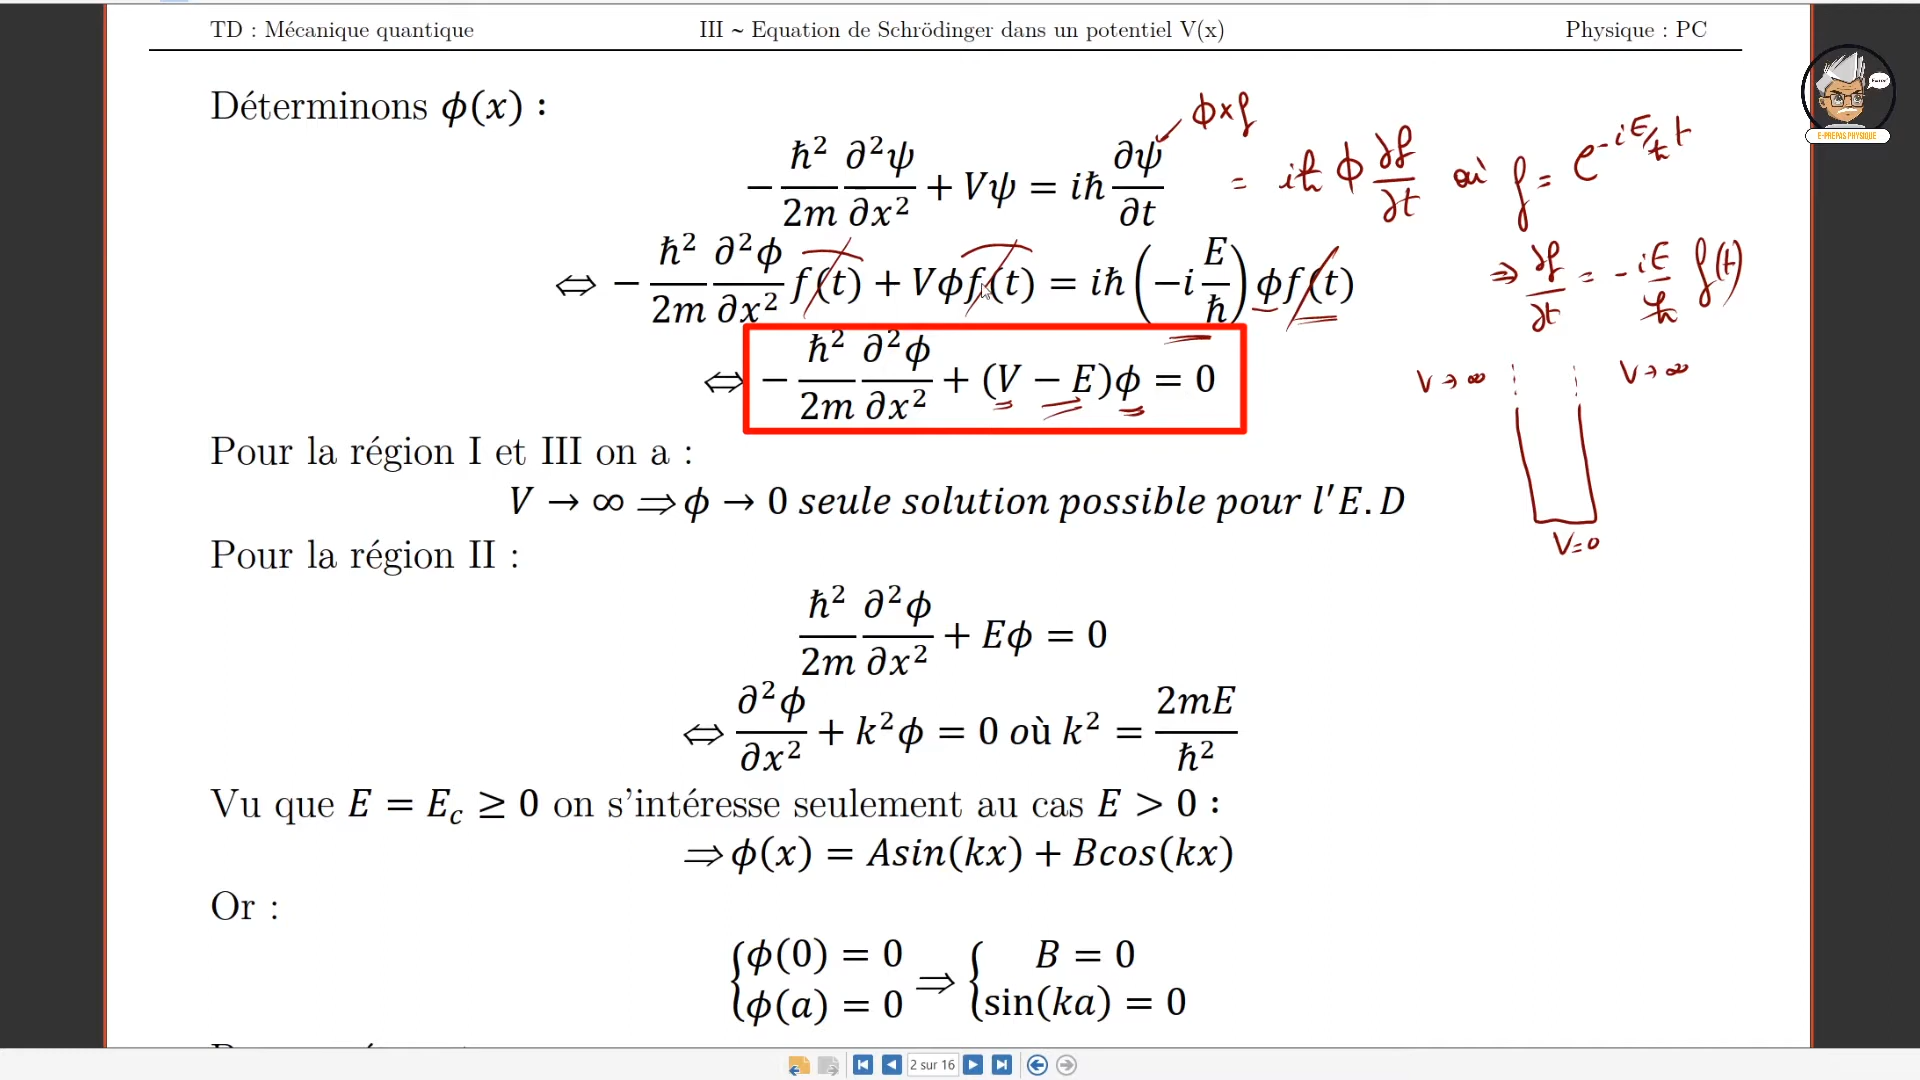 TD : Mécanique quantique III ~ Equation de Schrödinger dans un potentiel V(x) Physique : PC
E-PREPAS PHYSIQUE
Déterminons ϕ(x) :
ϕ×f
−ℏ²/2m ∂²ψ/∂x² + Vψ = iℏ ∂ψ/∂t = iℏ ϕ ∂f/∂t où f = e^(-iE/ℏ t)
⇔ −ℏ²/2m ∂²ϕ/∂x² f(t) + Vϕf(t) = iℏ(−i E/ℏ)ϕf(t) ⇒ ∂f/∂t = -iE/ℏ f(t)
⇔ −ℏ²/2m ∂²ϕ/∂x² + (V − E)ϕ = 0
V→∞ V→∞
Pour la région I et III on a :
V → ∞ ⟹ ϕ → 0 seule solution possible pour l'E.D
V=0
Pour la région II :
ℏ²/2m ∂²ϕ/∂x² + Eϕ = 0
⇔ ∂²ϕ/∂x² + k²ϕ = 0 où k² = 2mE/ℏ²
Vu que E = E_c ≥ 0 on s'intéresse seulement au cas E > 0 :
⟹ ϕ(x) = Asin(kx) + Bcos(kx)
Or :
{ϕ(0) = 0 ⟹ { B = 0
{ϕ(a) = 0 {sin(ka) = 0
2 sur 16